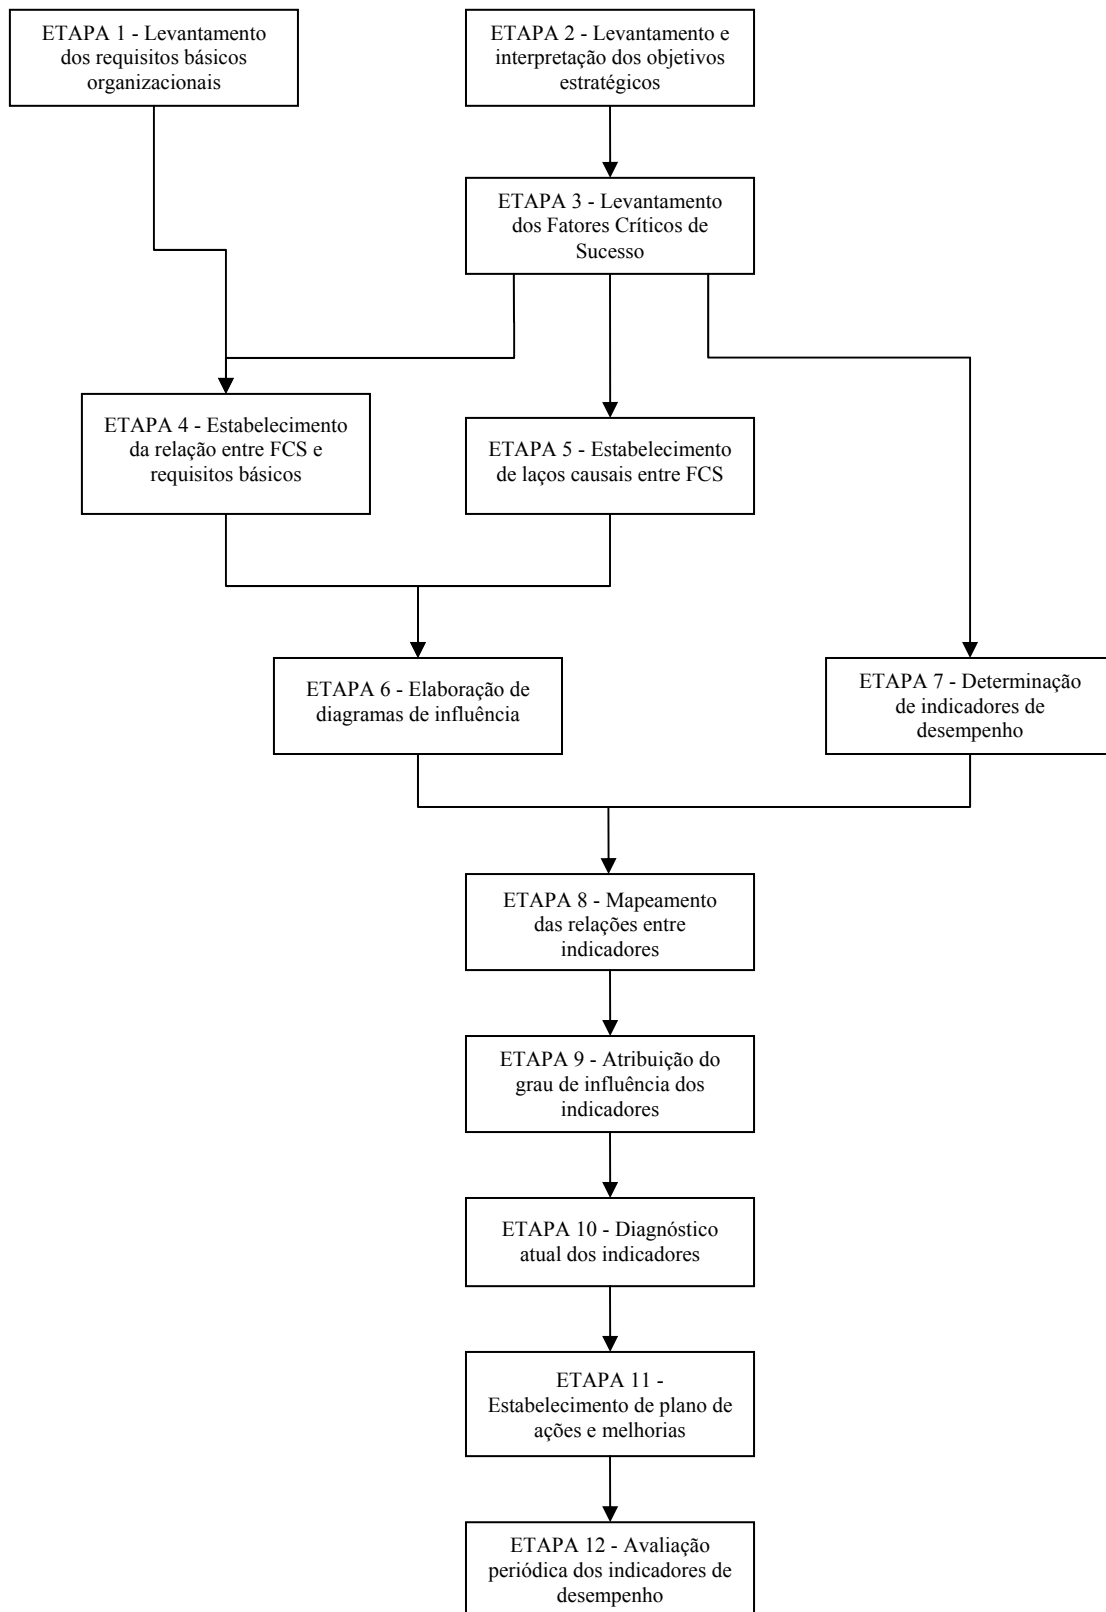 ETAPA 1 - Levantamento
dos requisitos básicos
organizacionais
ETAPA 2 - Levantamento e
interpretação dos objetivos
estratégicos
ETAPA 3 - Levantamento
dos Fatores Críticos de
Sucesso
ETAPA 4 - Estabelecimento
da relação entre FCS e
requisitos básicos
ETAPA 5 - Estabelecimento
de laços causais entre FCS
ETAPA 6 - Elaboração de
diagramas de influência
ETAPA 7 - Determinação
de indicadores de
desempenho
ETAPA 8 - Mapeamento
das relações entre
indicadores
ETAPA 9 - Atribuição do
grau de influência dos
indicadores
ETAPA 10 - Diagnóstico
atual dos indicadores
ETAPA 11 -
Estabelecimento de plano de
ações e melhorias
ETAPA 12 - Avaliação
periódica dos indicadores de
desempenho